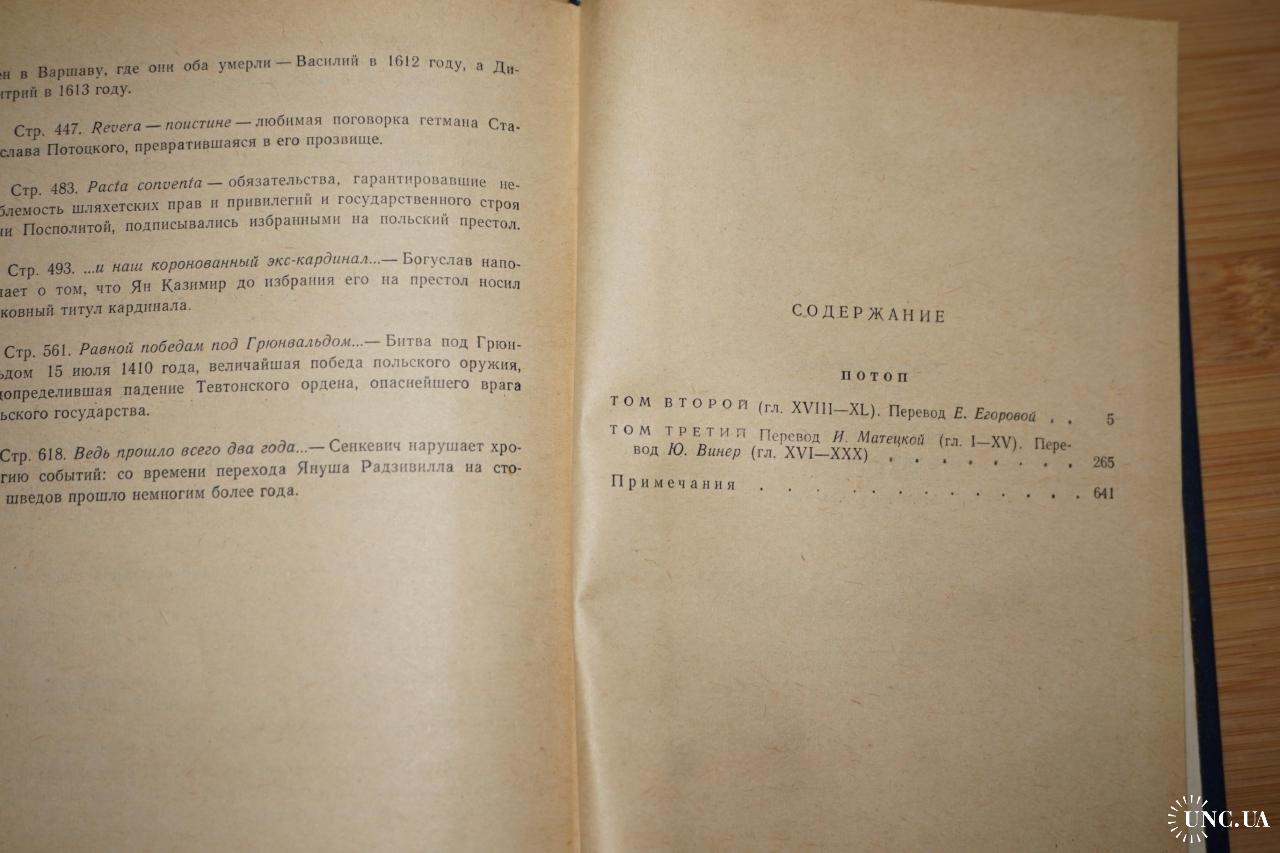 ен в Варшаву, где они оба умерли — Василий в 1612 году, а Ди-
итрий в 1613 году.
Стр. 447. Revera — поистине — любимая поговорка гетмана Ста-
слава Потоцкого, превратившаяся в его прозвище.
Стр. 483. Pacta conventa — обязательства, гарантировавшие не-
блемость шляхетских прав и привилегий и государственного строя
чи Посполитой, подписывались избранными на польский престол.
Стр. 493. ...и наш коронованный экс-кардинал...— Богуслав напо-
нает о том, что Ян Казимир до избрания его на престол носил
ковный титул кардинала.
Стр. 561. Равной победам под Грюнвальдом...— Битва под Грюн-
ьдом 15 июля 1410 года, величайшая победа польского оружия,
допределившая падение Тевтонского ордена, опаснейшего врага
ьского государства.
Стр. 618. Ведь прошло всего два года...— Сенкевич нарушает хро-
гию событий: со времени перехода Януша Радзивилла на сто-
шведов прошло немногим более года.
СОДЕРЖАНИЕ
ПОТОП
ТОМ ВТОРОЙ (гл. XVIII—XL). Перевод Е. Егоровой . . 5
ТОМ ТРЕТИЙ Перевод И. Матецкой (гл. I—XV). Пере-
вод Ю. Винер (гл. XVI—XXX) . . . . . . . 265
Примечания . . . . . . . . . . . . . 641
UNC.UA